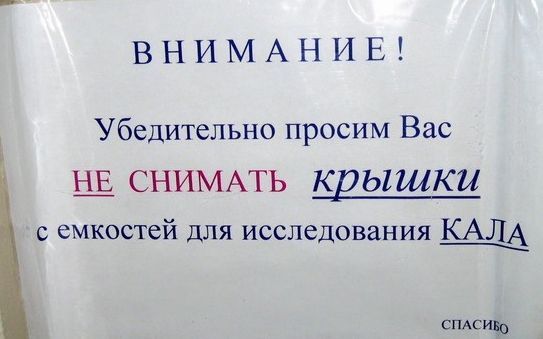 ВНИМАНИЕ!
Убедительно просим Вас
НЕ СНИМАТЬ крышки
с емкостей для исследования КАЛА
СПАСИБО